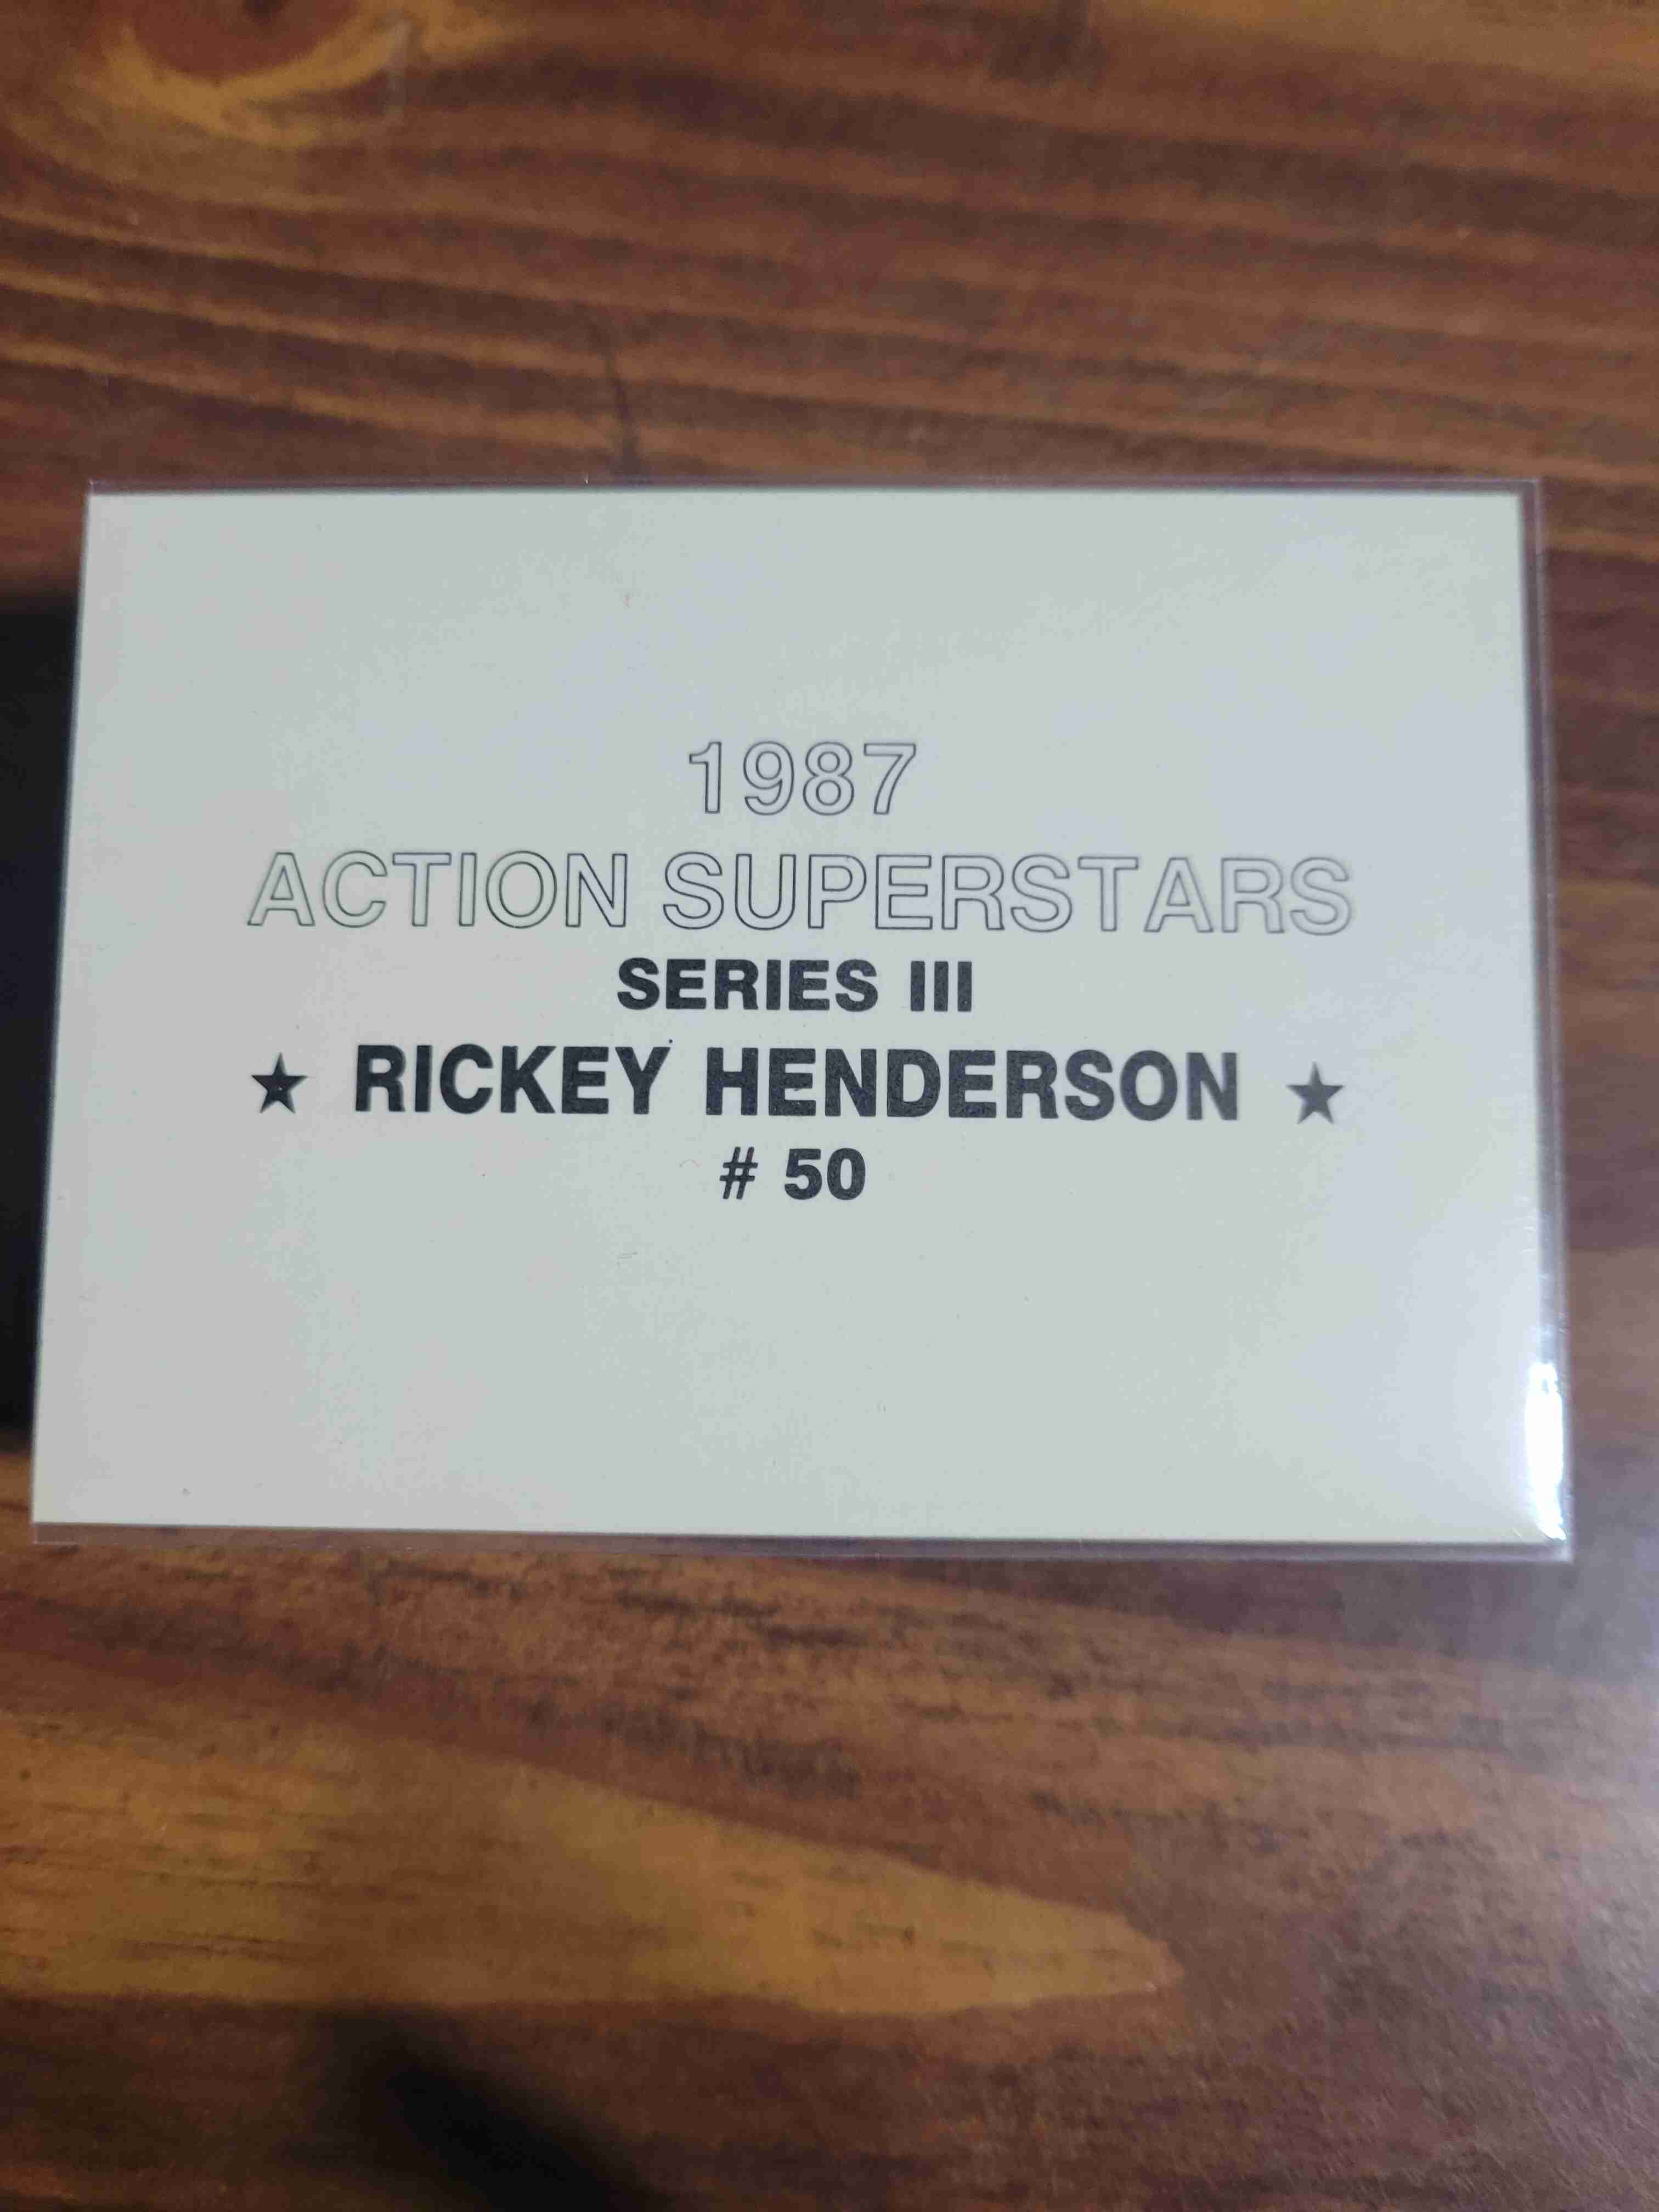 1987
ACTION SUPERSTARS
SERIES III
★ RICKEY HENDERSON ★
# 50